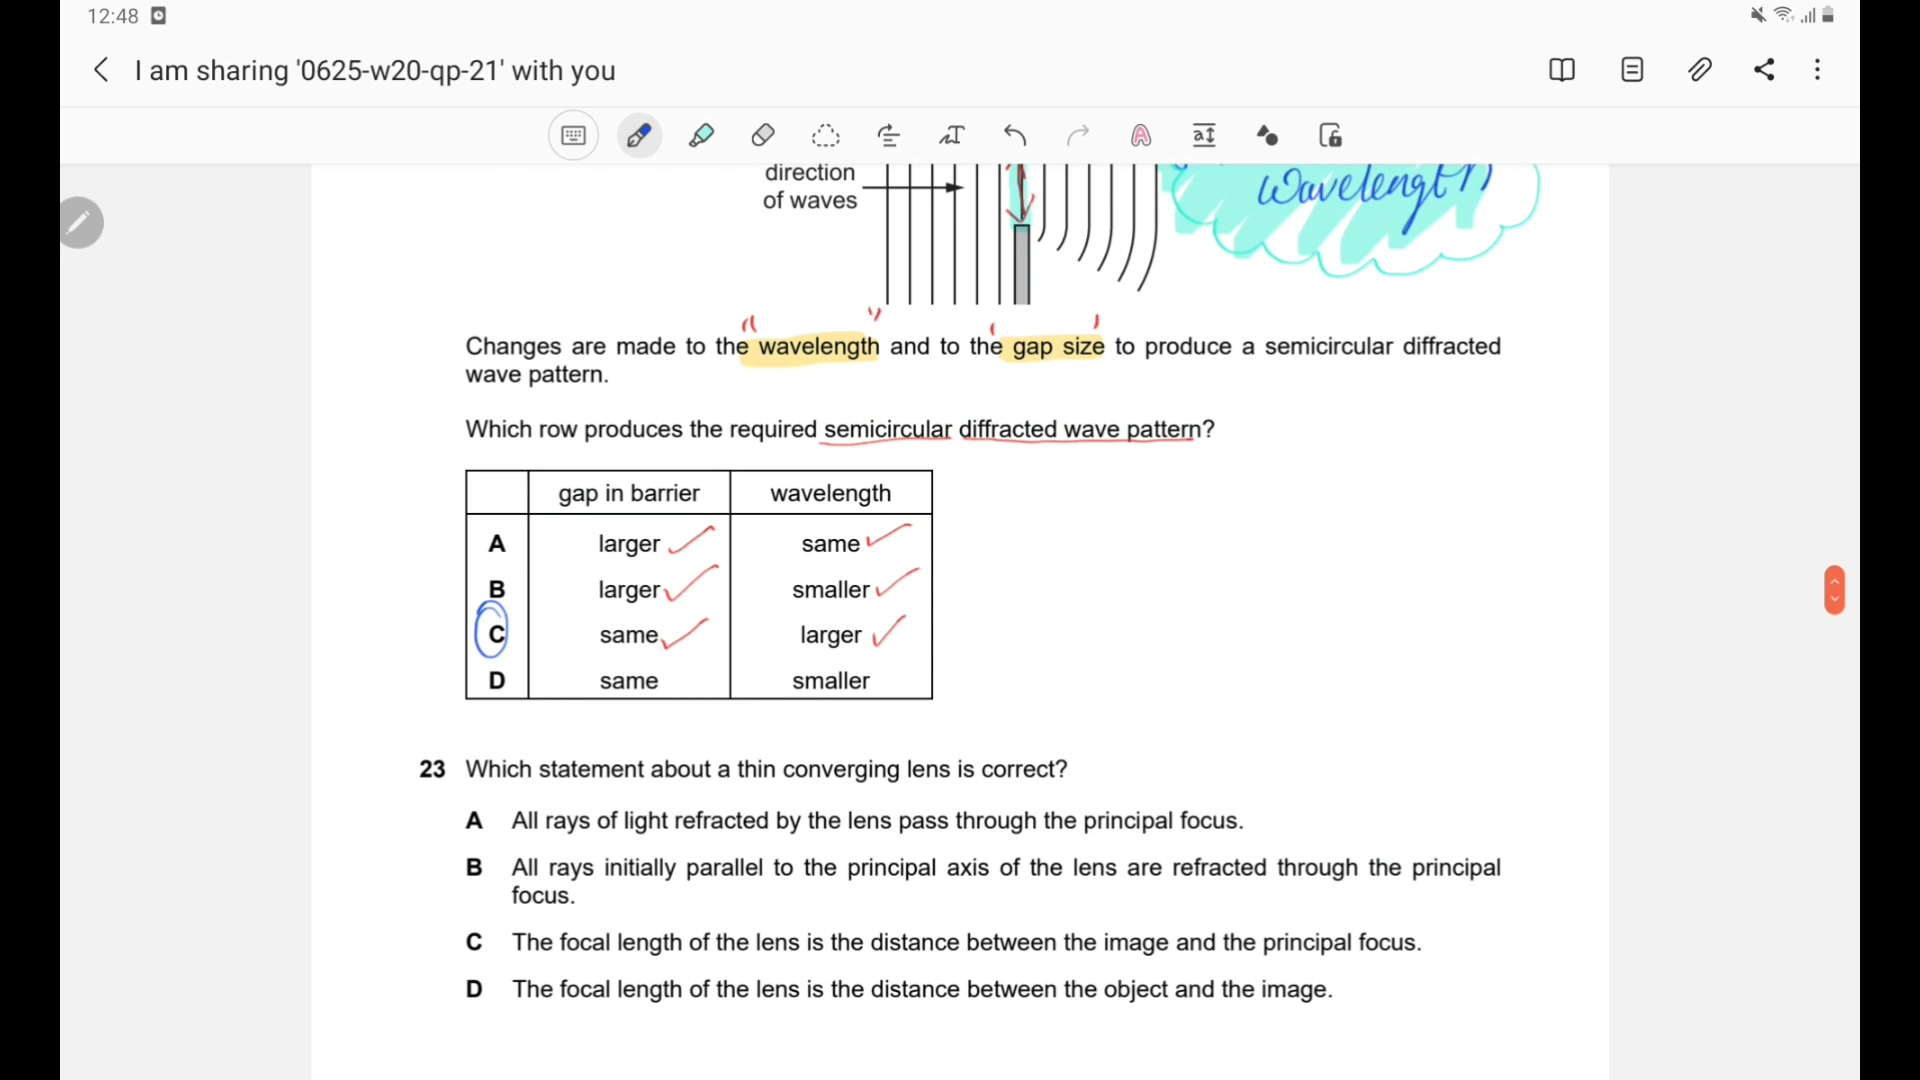 12:48
I am sharing '0625-w20-qp-21' with you
direction
of waves
wavelength
Changes are made to the wavelength and to the gap size to produce a semicircular diffracted
wave pattern.
Which row produces the required semicircular diffracted wave pattern?
gap in barrier wavelength
A larger same
B larger smaller
C same larger
D same smaller
23 Which statement about a thin converging lens is correct?
A All rays of light refracted by the lens pass through the principal focus.
B All rays initially parallel to the principal axis of the lens are refracted through the principal
focus.
C The focal length of the lens is the distance between the image and the principal focus.
D The focal length of the lens is the distance between the object and the image.